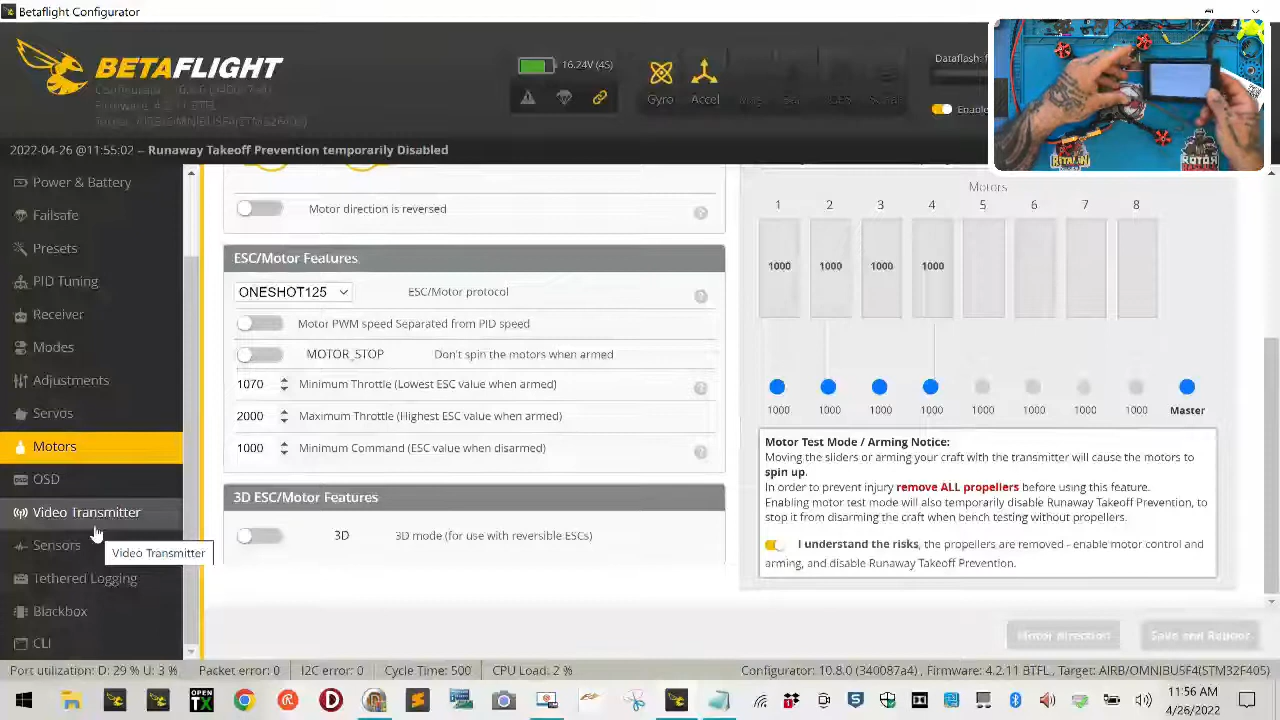 Betaflight Configurator
BETAFLIGHT
16.24V (4S)
Gyro
Accel
Dataflash: f
Enable
2022-04-26 @11:55:02 -- Runaway Takeoff Prevention temporarily Disabled
Power & Battery
Failsafe
Presets
PID Tuning
Receiver
Modes
Adjustments
Servos
Motors
OSD
Video Transmitter
Sensors
Video Transmitter
Tethered Logging
Blackbox
CLI
Motor direction is reversed
ESC/Motor Features
ONESHOT125 ESC/Motor protocol
Motor PWM speed Separated from PID speed
MOTOR_STOP Don't spin the motors when armed
1070 Minimum Throttle (Lowest ESC value when armed)
2000 Maximum Throttle (Highest ESC value when armed)
1000 Minimum Command (ESC value when disarmed)
3D ESC/Motor Features
3D 3D mode (for use with reversible ESCs)
Motors
1 2 3 4 5 6 7 8
1000 1000 1000 1000
1000 1000 1000 1000 1000 1000 1000 1000 Master
Motor Test Mode / Arming Notice:
Moving the sliders or arming your craft with the transmitter will cause the motors to
spin up.
In order to prevent injury remove ALL propellers before using this feature.
Enabling motor test mode will also temporarily disable Runaway Takeoff Prevention, to
stop it from disarming the craft when bench testing without propellers.
I understand the risks, the propellers are removed - enable motor control and
arming, and disable Runaway Takeoff Prevention.
Motor direction
Save and Reboot
Port utilization: D: 29 % U: 3 % Packet error: 0 I2C error: 0 Cycle Time: 500 CPU Load: 2 % Configurator: 10.8.0 (340087a4), Firmware: 4.2.11 BTFL, Target: AIRB/OMNIBUSF4(STM32F405)
OPEN
TX
11:56 AM
4/26/2022